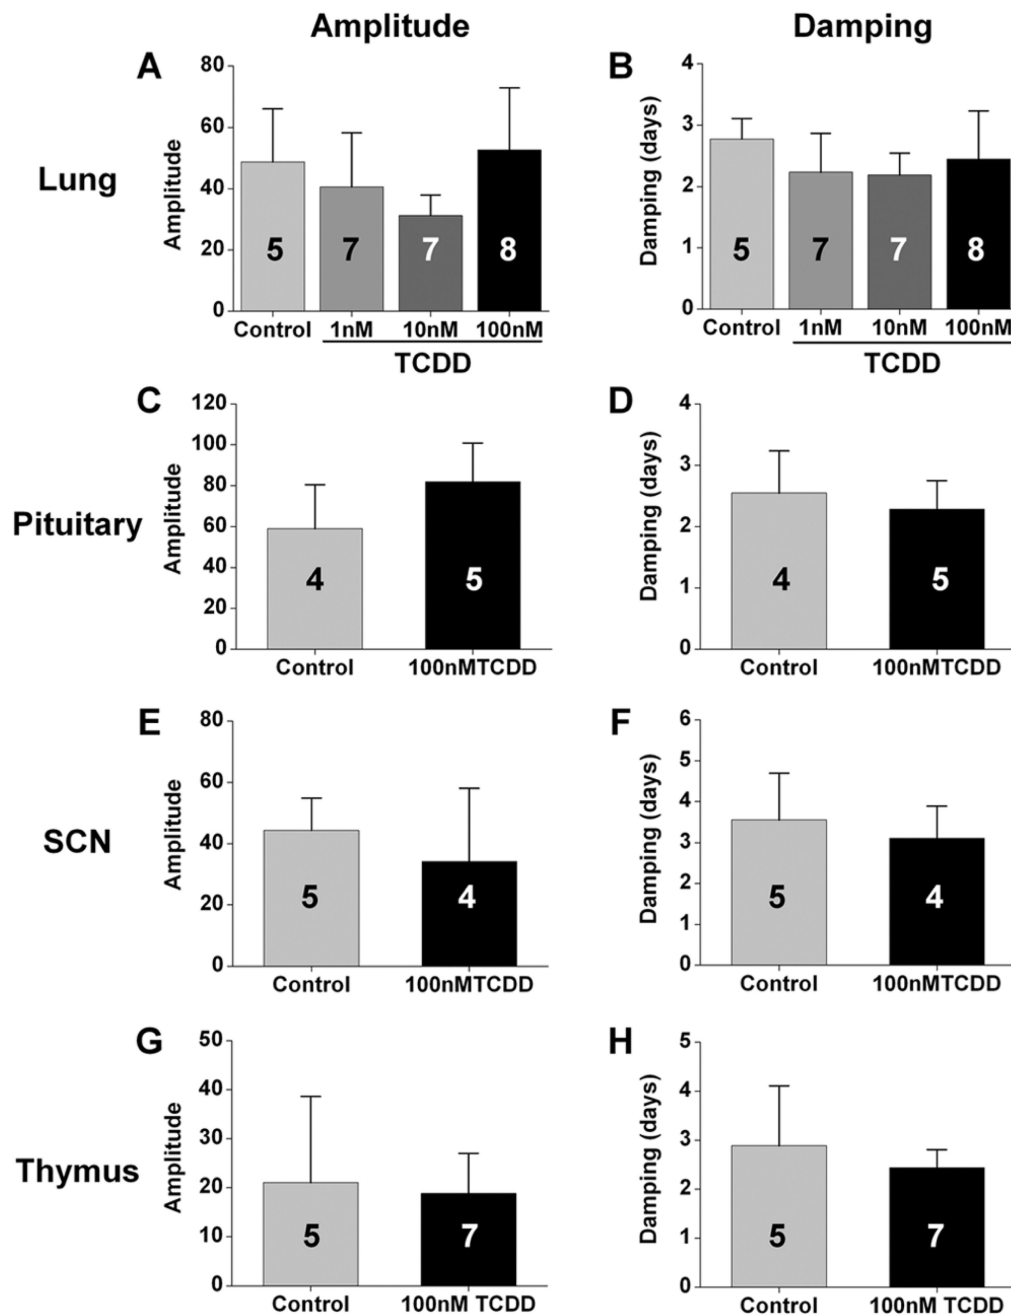 Amplitude
Damping
Lung
A
80
60
40
20
0
Amplitude
5
7
7
8
Control
1nM
10nM
100nM
TCDD
B
4
3
2
1
0
Damping (days)
5
7
7
8
Control
1nM
10nM
100nM
TCDD
Pituitary
C
120
100
80
60
40
20
0
Amplitude
4
5
Control
100nMTCDD
D
4
3
2
1
0
Damping (days)
4
5
Control
100nMTCDD
SCN
E
80
60
40
20
0
Amplitude
5
4
Control
100nMTCDD
F
6
5
4
3
2
1
0
Damping (days)
5
4
Control
100nMTCDD
Thymus
G
50
40
30
20
10
0
Amplitude
5
7
Control
100nM TCDD
H
5
4
3
2
1
0
Damping (days)
5
7
Control
100nM TCDD